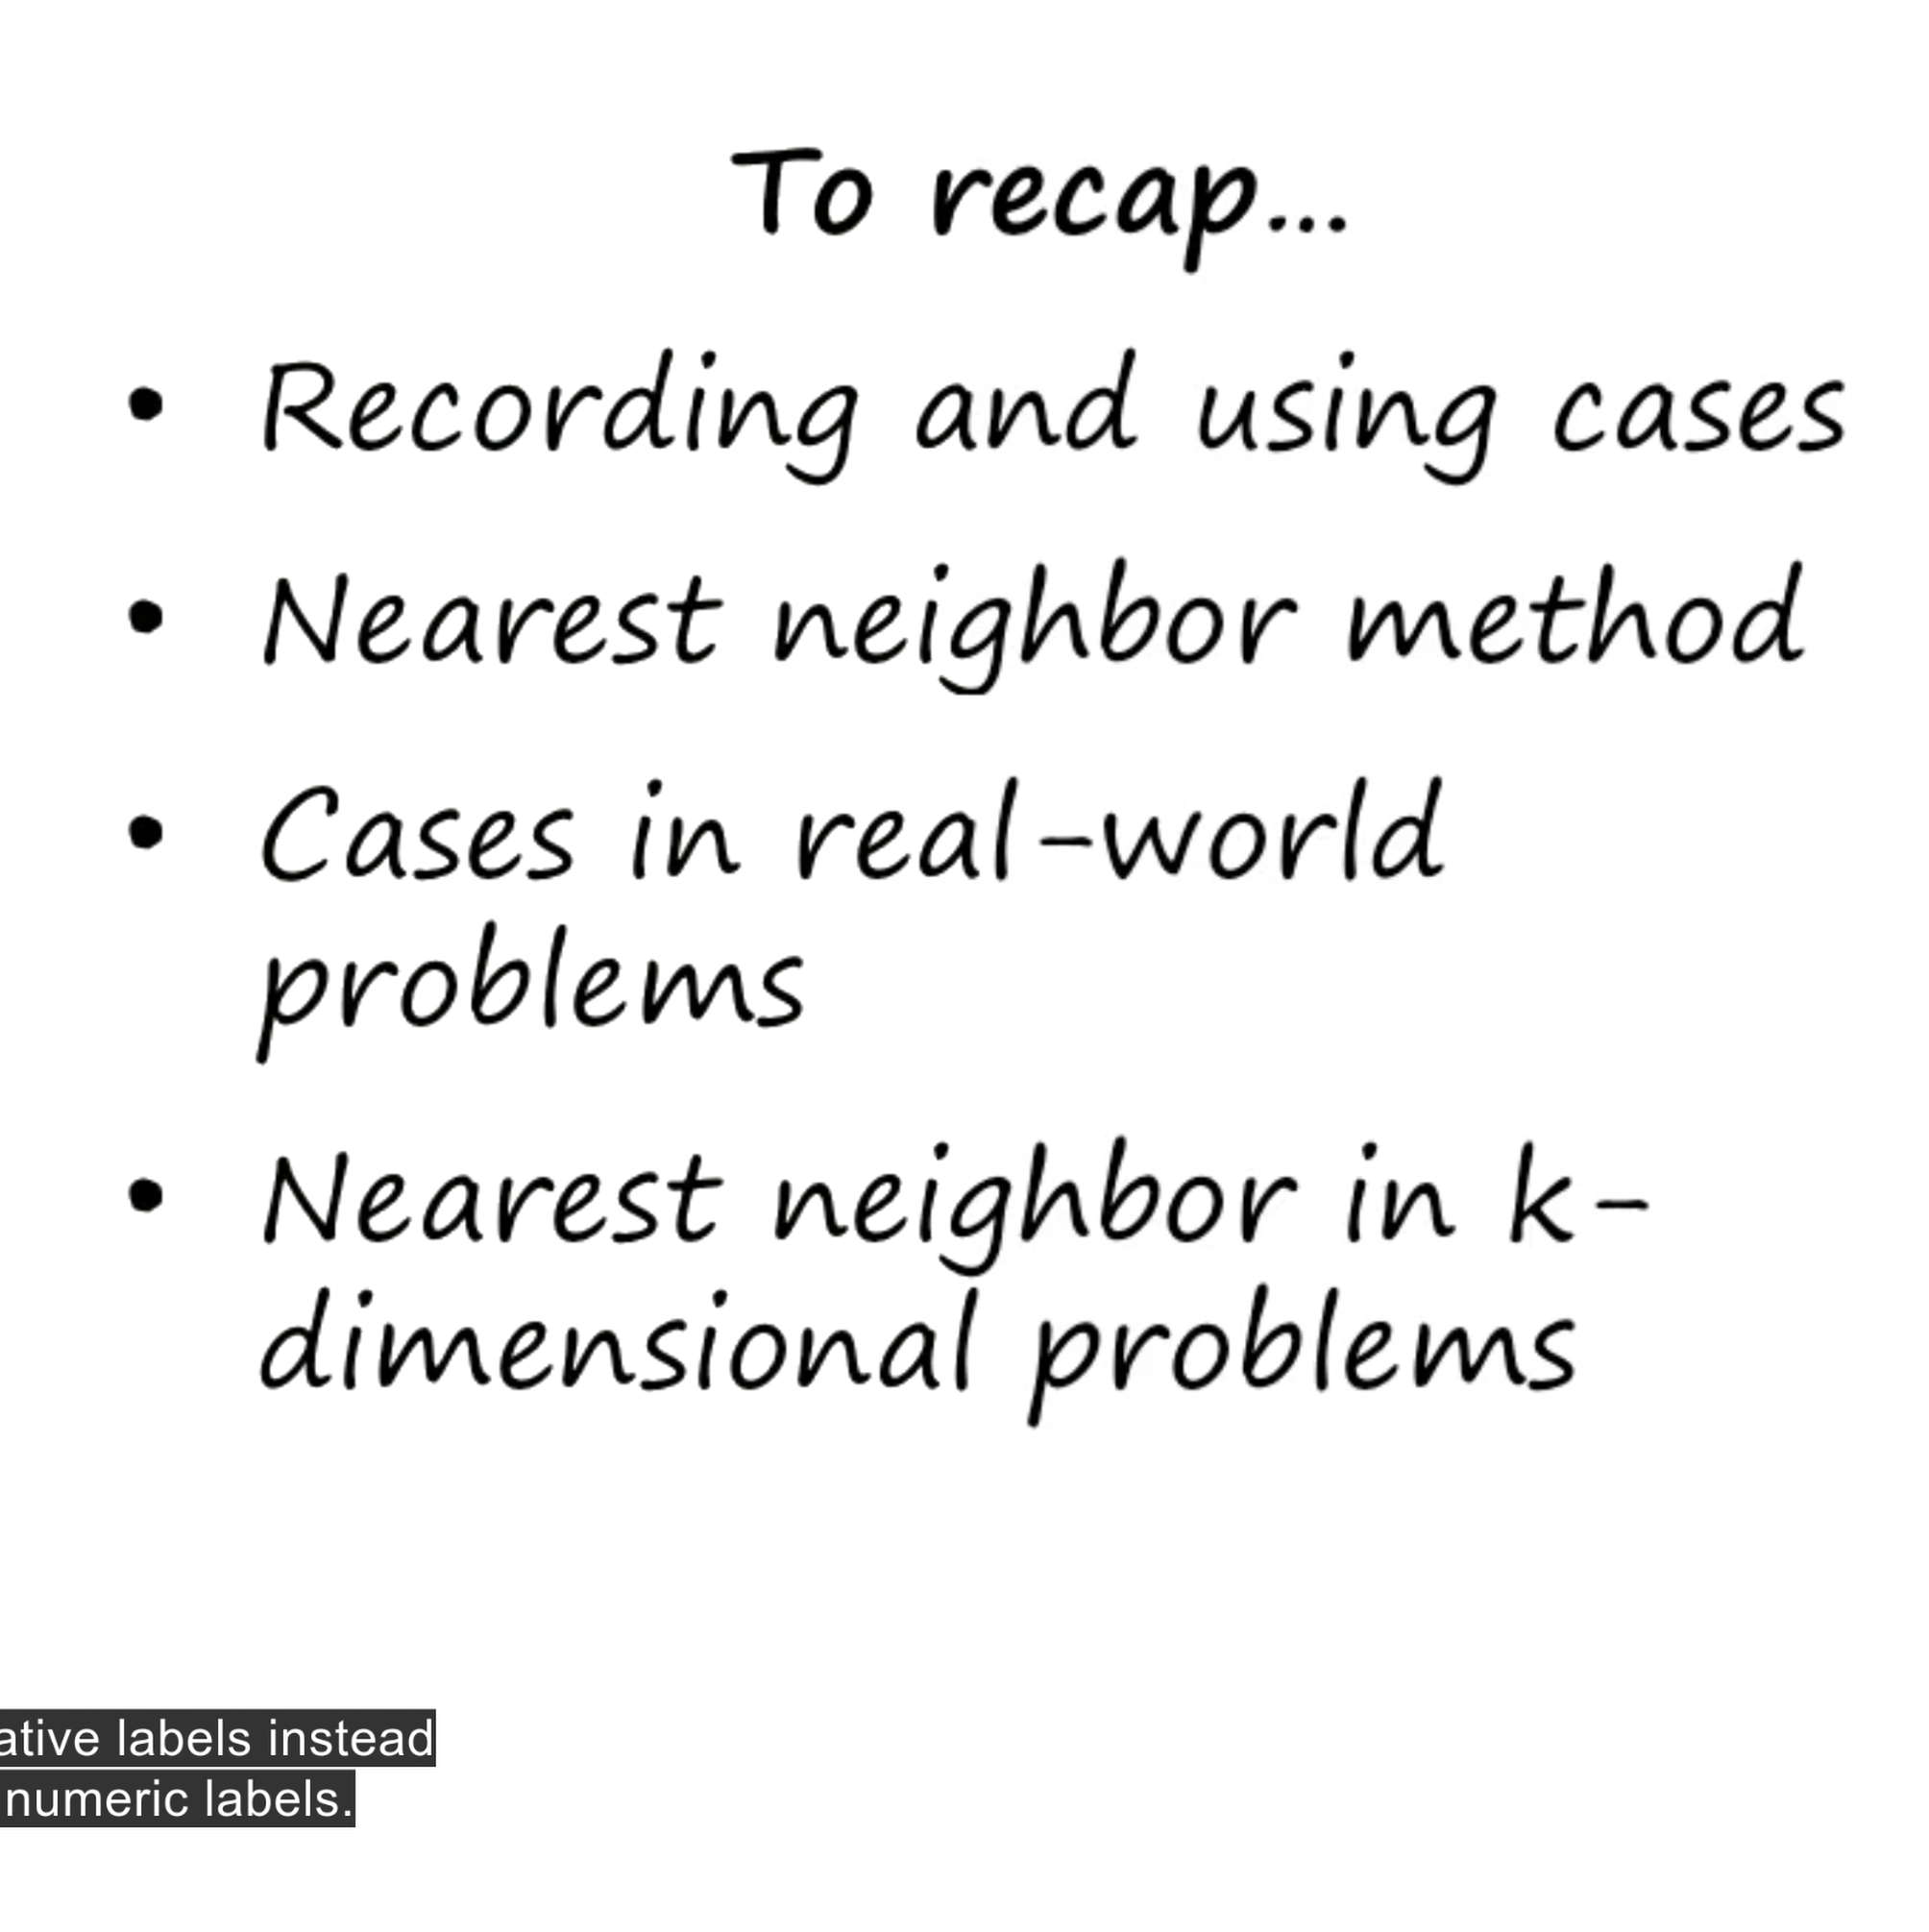 To recap...
• Recording and using cases
• Nearest neighbor method
• Cases in real-world
problems
• Nearest neighbor in k-
dimensional problems
labels instead
numeric labels.